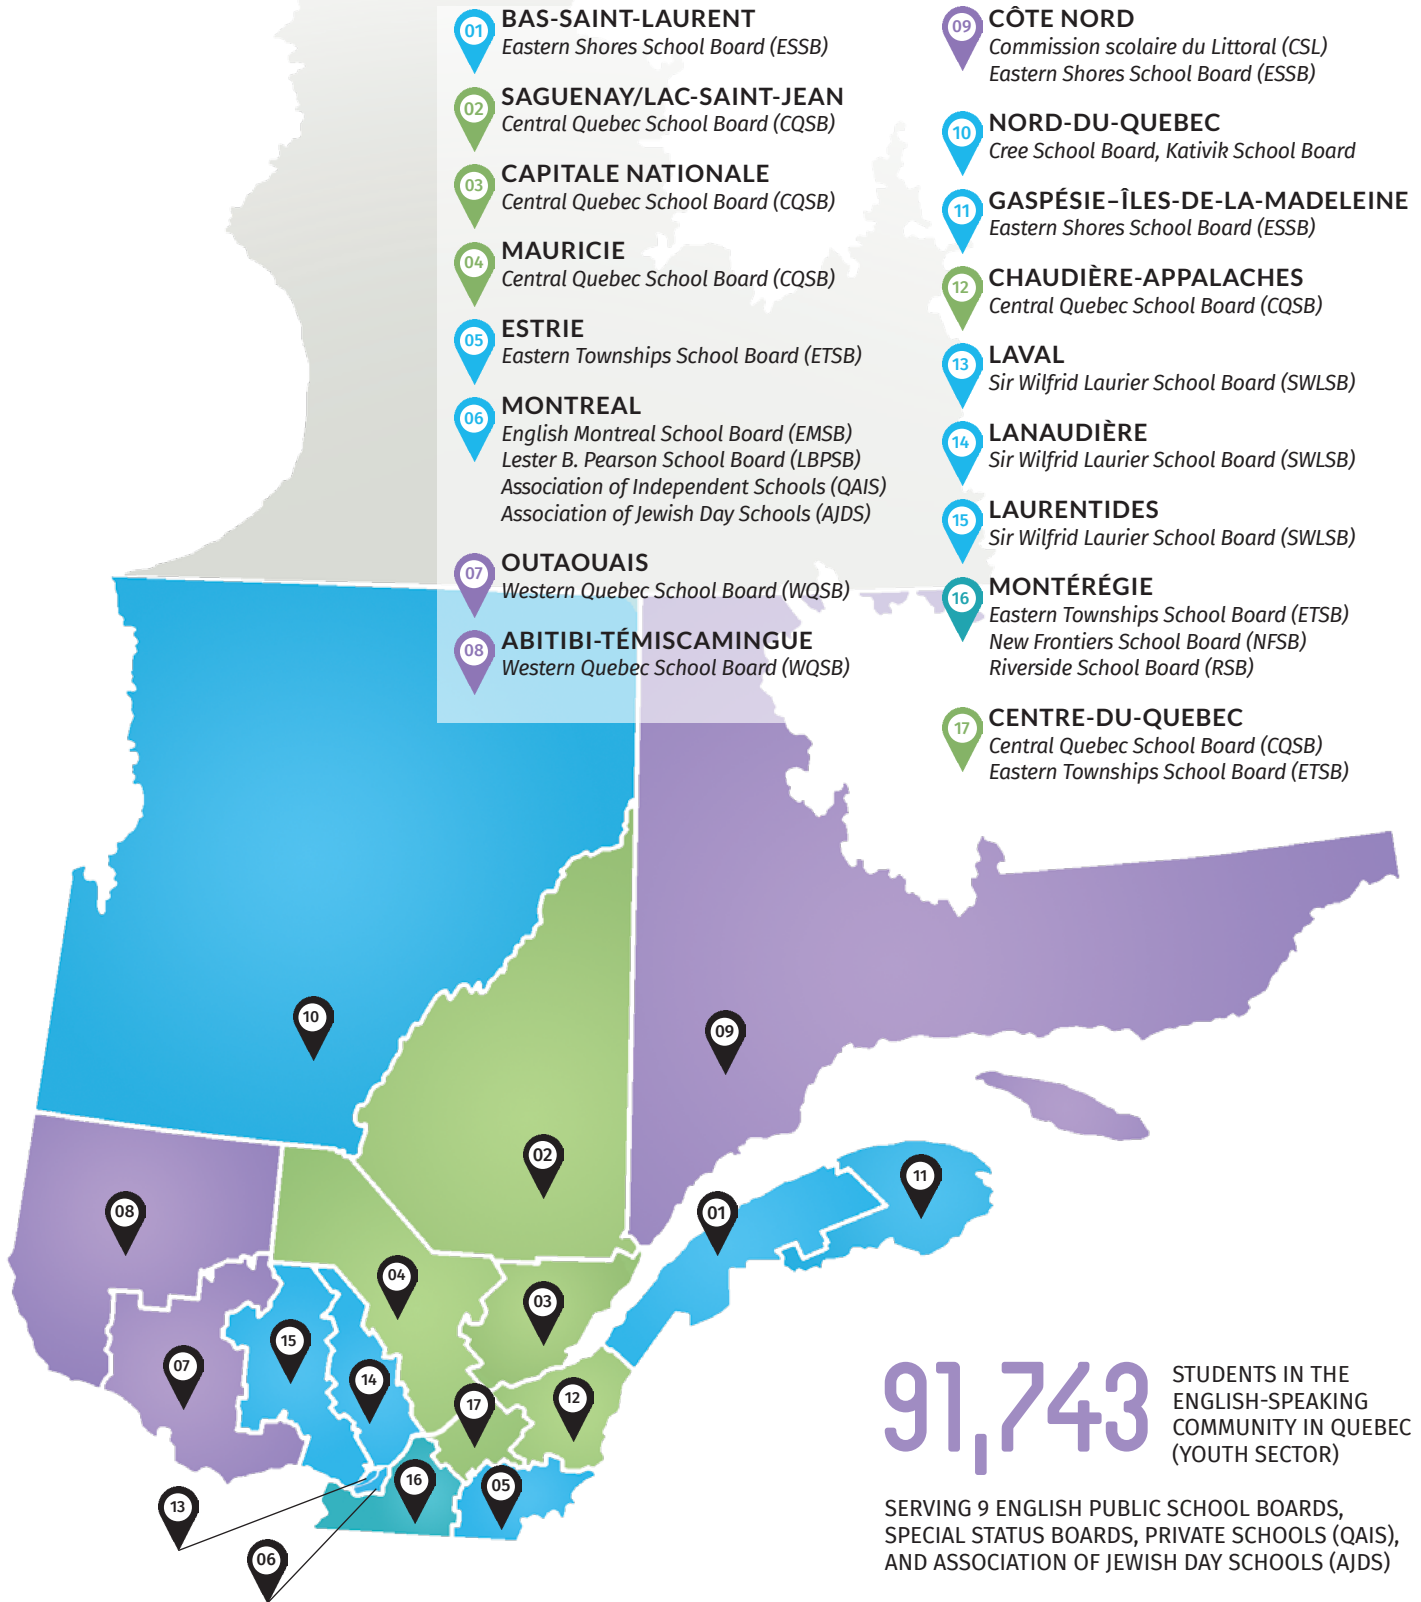 01 BAS-SAINT-LAURENT
Eastern Shores School Board (ESSB)
02 SAGUENAY/LAC-SAINT-JEAN
Central Quebec School Board (CQSB)
03 CAPITALE NATIONALE
Central Quebec School Board (CQSB)
04 MAURICIE
Central Quebec School Board (CQSB)
05 ESTRIE
Eastern Townships School Board (ETSB)
06 MONTREAL
English Montreal School Board (EMSB)
Lester B. Pearson School Board (LBPSB)
Association of Independent Schools (QAIS)
Association of Jewish Day Schools (AJDS)
07 OUTAOUAIS
Western Quebec School Board (WQSB)
08 ABITIBI-TÉMISCAMINGUE
Western Quebec School Board (WQSB)
09 CÔTE NORD
Commission scolaire du Littoral (CSL)
Eastern Shores School Board (ESSB)
10 NORD-DU-QUEBEC
Cree School Board, Kativik School Board
11 GASPÉSIE–ÎLES-DE-LA-MADELEINE
Eastern Shores School Board (ESSB)
12 CHAUDIÈRE-APPALACHES
Central Quebec School Board (CQSB)
13 LAVAL
Sir Wilfrid Laurier School Board (SWLSB)
14 LANAUDIÈRE
Sir Wilfrid Laurier School Board (SWLSB)
15 LAURENTIDES
Sir Wilfrid Laurier School Board (SWLSB)
16 MONTÉRÉGIE
Eastern Townships School Board (ETSB)
New Frontiers School Board (NFSB)
Riverside School Board (RSB)
17 CENTRE-DU-QUEBEC
Central Quebec School Board (CQSB)
Eastern Townships School Board (ETSB)
10
09
02
11
08
01
04
03
15
07
14
12
17
16
05
13
06
91,743
STUDENTS IN THE
ENGLISH-SPEAKING
COMMUNITY IN QUEBEC
(YOUTH SECTOR)
SERVING 9 ENGLISH PUBLIC SCHOOL BOARDS,
SPECIAL STATUS BOARDS, PRIVATE SCHOOLS (QAIS),
AND ASSOCIATION OF JEWISH DAY SCHOOLS (AJDS)